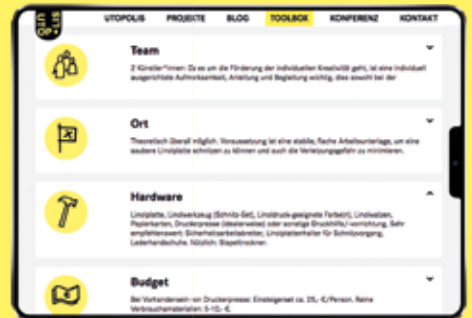 UTOPOLIS PROJEKTE BLOG TOOLBOX KONFERENZ KONTAKT
Team
2 Künstler*innen: Da es um die Förderung der individuellen Kreativität geht, ist eine individuell
ausgerichtete Aufmerksamkeit, Anleitung und Begleitung wichtig, dies sowohl bei der
Ort
Theoretisch überall möglich. Voraussetzung ist eine stabile, flache Arbeitsunterlage, um eine
saubere Linolplatte schnitzen zu können und auch die Verletzungsgefahr zu minimieren.
Hardware
Linolplatte, Linolwerkzeug (Schnitz-Set), Linoldruck-geeignete Farbe(n), Linolwalzen,
Papierkarten, Druckerpresse (idealerweise) oder sonstige Druckhilfe/-vorrichtung. Sehr
empfehlenswert: Sicherheitsarbeitsbretter, Linolplattenhalter für Schnitzvorgang,
Lederhandschuhe. Nützlich: Stapeltrockner.
Budget
Bei Vorhandensein von Druckerpresse: Einsteigerset ca. 25,- €/Person. Reine
Verbrauchsmaterialien: 5-10,- €.